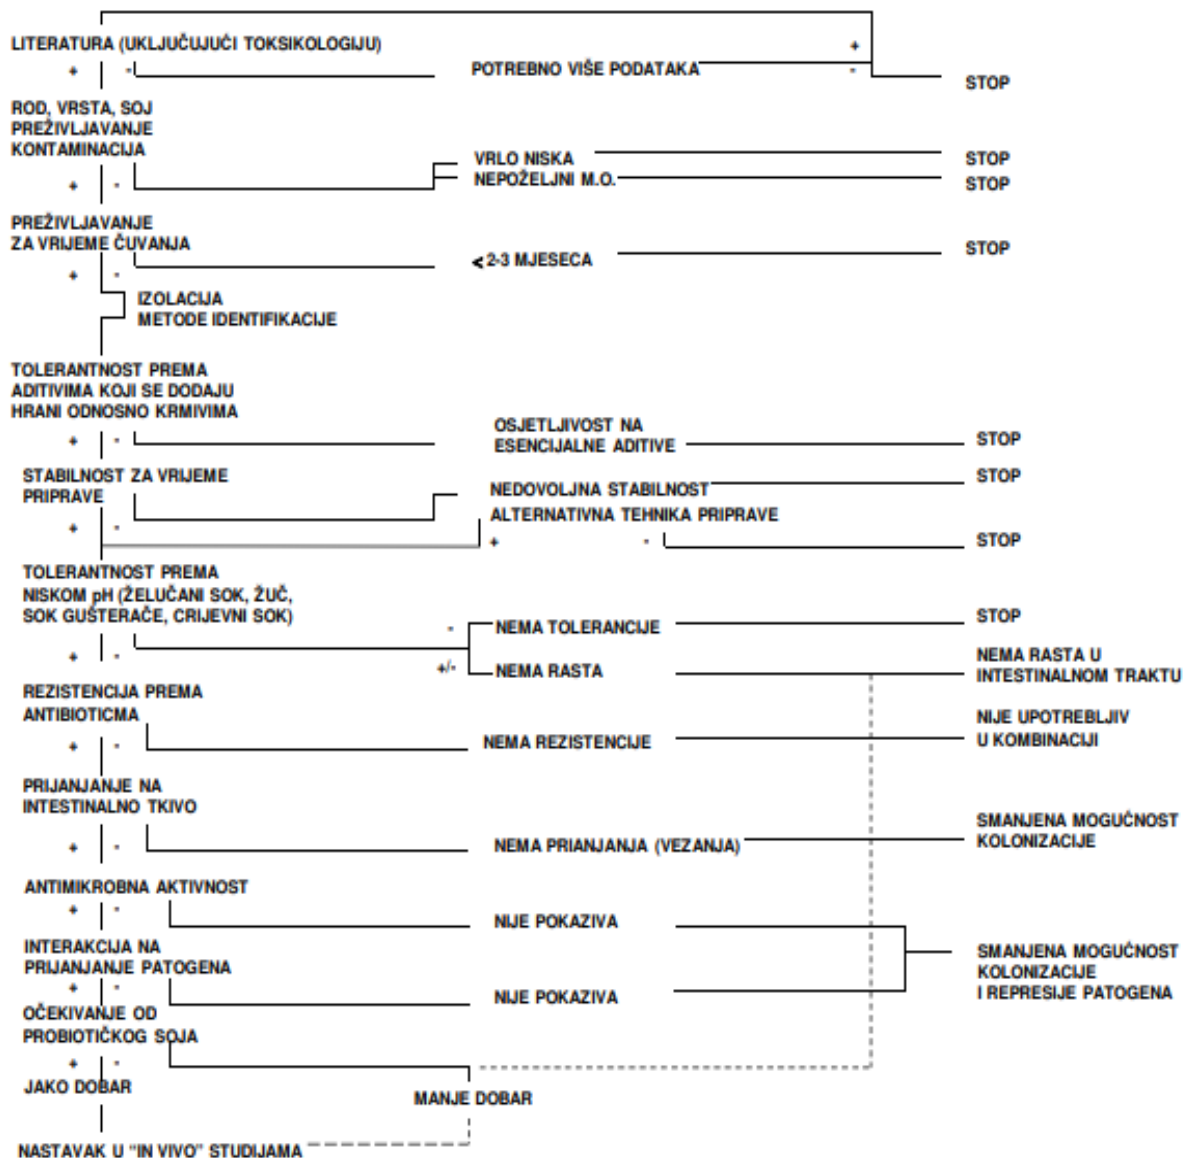 LITERATURA (UKLJUČUJUĆI TOKSIKOLOGIJU)
+
+ -
POTREBNO VIŠE PODATAKA
-
STOP
ROD, VRSTA, SOJ
PREŽIVLJAVANJE
KONTAMINACIJA
VRLO NISKA
STOP
+ -
NEPOŽELJNI M.O.
STOP
PREŽIVLJAVANJE
ZA VRIJEME ČUVANJA
STOP
+ -
< 2-3 MJESECA
IZOLACIJA
METODE IDENTIFIKACIJE
TOLERANTNOST PREMA
ADITIVIMA KOJI SE DODAJU
HRANI ODNOSNO KRMIVIMA
+ -
OSJETLJIVOST NA
ESENCIJALNE ADITIVE
STOP
STABILNOST ZA VRIJEME
PRIPRAVE
STOP
NEDOVOLJNA STABILNOST
ALTERNATIVNA TEHNIKA PRIPRAVE
+ -
+ -
STOP
TOLERANTNOST PREMA
NISKOM pH (ŽELUČANI SOK, ŽUČ,
SOK GUŠTERAČE, CRIJEVNI SOK)
-
NEMA TOLERANCIJE
STOP
+ -
+/-
NEMA RASTA
NEMA RASTA U
INTESTINALNOM TRAKTU
REZISTENCIJA PREMA
ANTIBIOTICMA
+ -
NEMA REZISTENCIJE
NIJE UPOTREBLJIV
U KOMBINACIJI
PRIJANJANJE NA
INTESTINALNO TKIVO
+ -
NEMA PRIANJANJA (VEZANJA)
SMANJENA MOGUĆNOST
KOLONIZACIJE
ANTIMIKROBNA AKTIVNOST
+ -
NIJE POKAZIVA
INTERAKCIJA NA
PRIJANJANJE PATOGENA
+ -
NIJE POKAZIVA
SMANJENA MOGUĆNOST
KOLONIZACIJE
I REPRESIJE PATOGENA
OČEKIVANJE OD
PROBIOTIČKOG SOJA
+ -
JAKO DOBAR
MANJE DOBAR
NASTAVAK U "IN VIVO" STUDIJAMA